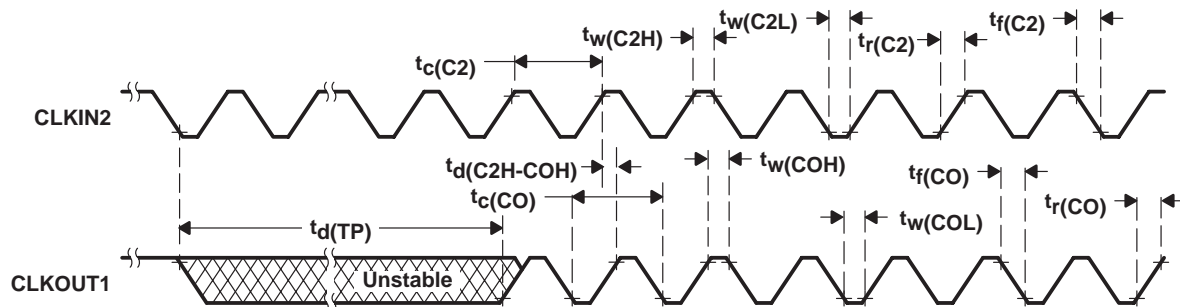 tw(C2H)
tw(C2L)
tr(C2)
tf(C2)
tc(C2)
CLKIN2
td(C2H-COH)
tw(COH)
tf(CO)
tc(CO)
tr(CO)
tw(COL)
td(TP)
CLKOUT1
Unstable